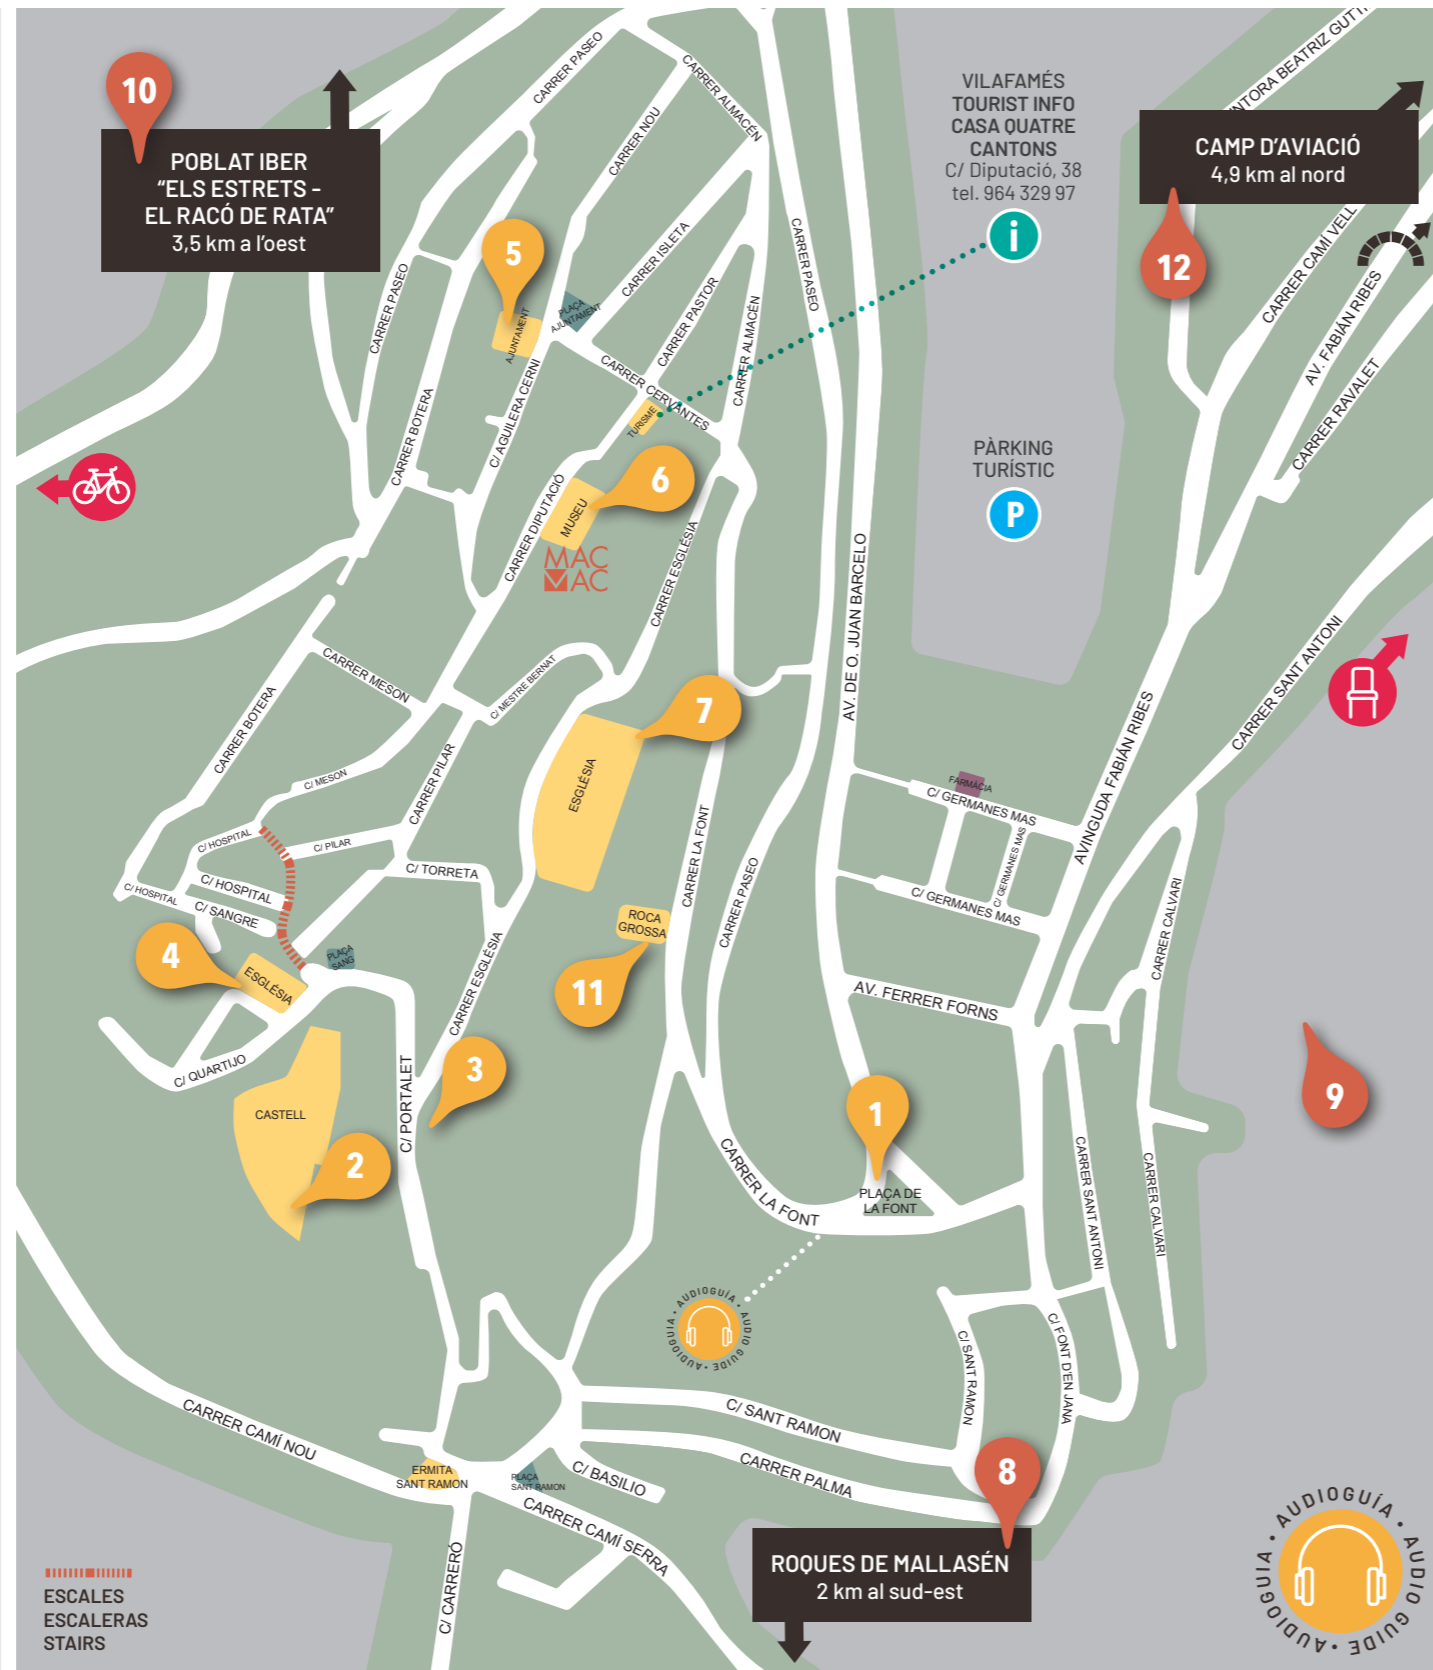 10
POBLAT IBER
“ELS ESTRETS -
EL RACÓ DE RATA”
3,5 km a l’oest
CARRER PASEO
CARRER ALMACÉN
CARRER NOU
VILAFAMÉS
TOURIST INFO
CASA QUATRE
CANTONS
C/ Diputació, 38
tel. 964 329 97
i
PINTORA BEATRIZ GUTTM
CAMP D’AVIACIÓ
4,9 km al nord
12
5
AJUNTAMENT
PLAÇA
AJUNTAMENT
CARRER ISLETA
CARRER PASTOR
CARRER PASEO
CARRER PASEO
CARRER ALMACÉN
CARRER CERVANTES
TURISME
CARRER CAMÍ VELL
AV. FABIÁN RIBES
CARRER RAVALET
CARRER BOTERA
C/ AGUILERA CERNI
CARRER DIPUTACIÓ
6
MUSEU
MAC
MAC
PÀRKING
TURÍSTIC
P
CARRER ESGLÉSIA
AV. DE O. JUAN BARCELO
CARRER MESON
C/ MESTRE BERNAT
CARRER SANT ANTONI
CARRER BOTERA
7
ESGLÉSIA
AVINGUDA FABIÁN RIBES
C/ MESON
CARRER PILAR
C/ HOSPITAL
C/ PILAR
C/ HOSPITAL
C/ HOSPITAL
C/ SANGRE
C/ TORRETA
FARMÀCIA
C/ GERMANES MAS
C/ GERMANES MAS
C/ GERMANES MAS
CARRER LA FONT
CARRER PASEO
CARRER CALVARI
4
ESGLÉSIA
PLAÇA
SANG
ROCA
GROSSA
11
CARRER ESGLÉSIA
AV. FERRER FORNS
C/ QUARTIJO
3
CASTELL
2
C/ PORTALET
1
PLAÇA DE
LA FONT
CARRER LA FONT
9
CARRER SANT ANTONI
CARRER CALVARI
AUDIOGUIA • AUDIOGUÍA • AUDIO GUIDE •
C/ SANT RAMON
C/ FONT D'EN JANA
C/ SANT RAMON
CARRER PALMA
8
CARRER CAMÍ NOU
ERMITA
SANT RAMON
PLAÇA
SANT RAMON
C/ BASILIO
CARRER CAMÍ SERRA
C/ CARRERÓ
ROQUES DE MALLASÉN
2 km al sud-est
ESCALES
ESCALERAS
STAIRS
AUDIOGUIA • AUDIOGUÍA • AUDIO GUIDE •